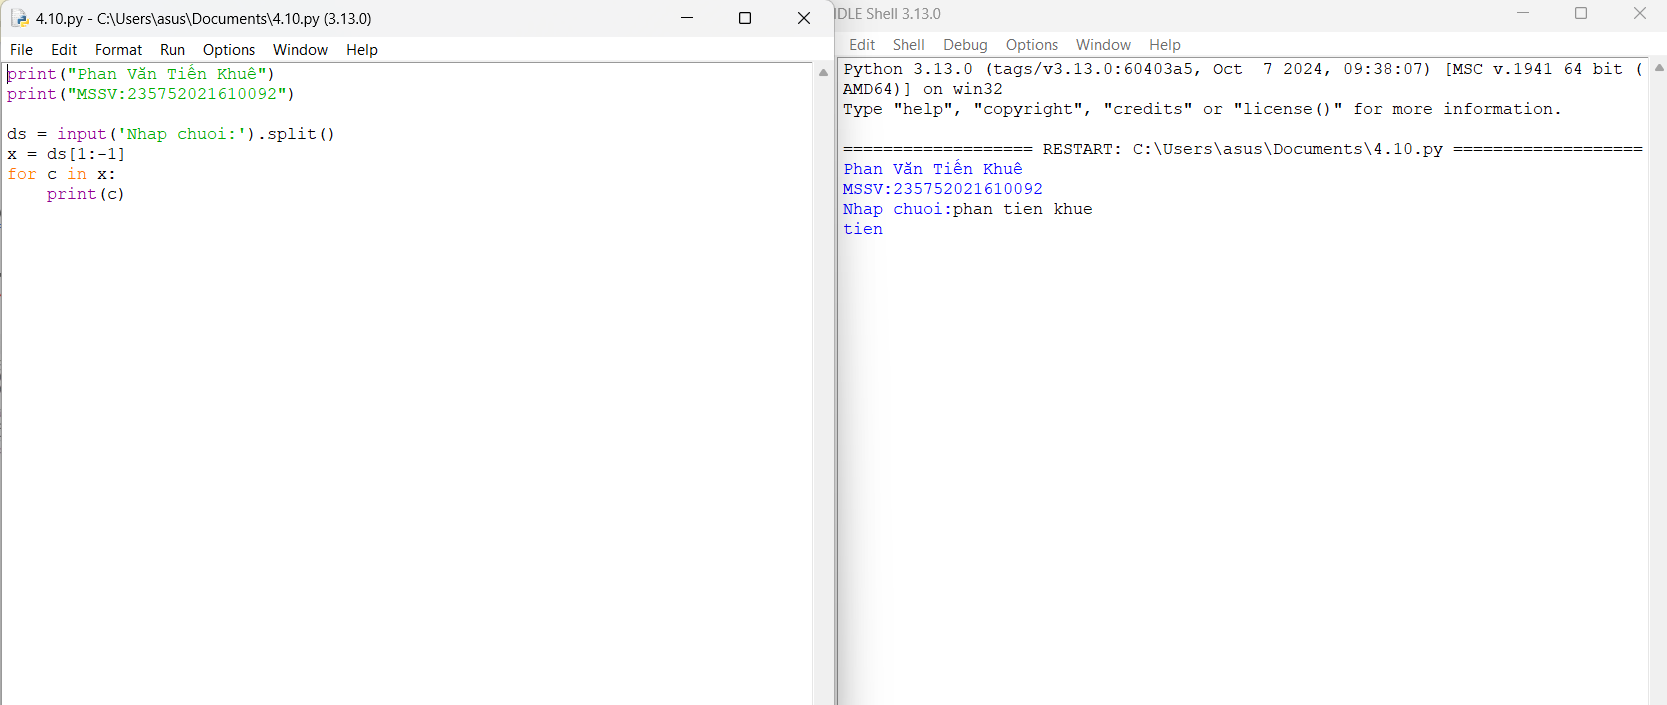 4.10.py - C:\Users\asus\Documents\4.10.py (3.13.0)
File Edit Format Run Options Window Help
print("Phan Văn Tiến Khuê")
print("MSSV:235752021610092")
ds = input('Nhap chuoi:').split()
x = ds[1:-1]
for c in x:
    print(c)
IDLE Shell 3.13.0
Edit Shell Debug Options Window Help
Python 3.13.0 (tags/v3.13.0:60403a5, Oct  7 2024, 09:38:07) [MSC v.1941 64 bit (
AMD64)] on win32
Type "help", "copyright", "credits" or "license()" for more information.
=================== RESTART: C:\Users\asus\Documents\4.10.py ===================
Phan Văn Tiến Khuê
MSSV:235752021610092
Nhap chuoi:phan tien khue
tien